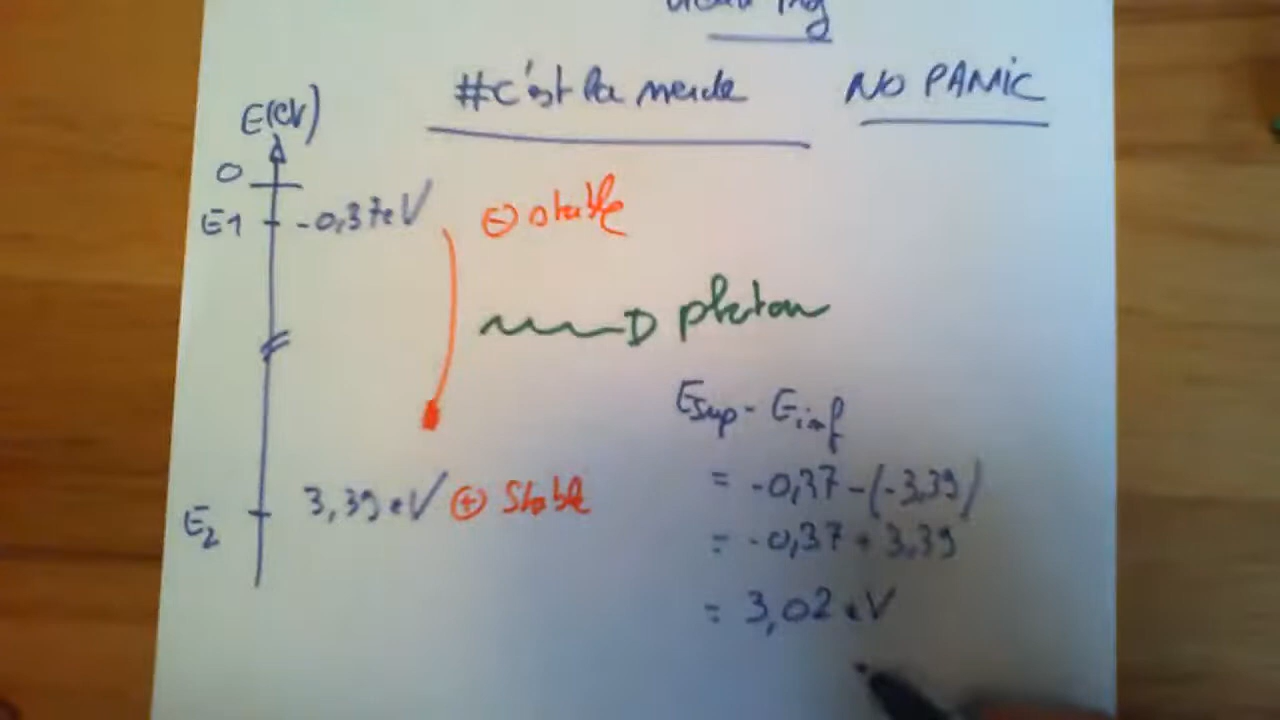 #c'est la merde
NO PANIC
E(eV)
0
E1 -0,37eV ⊖ stable
photon
Esup - Einf
= -0,37-(-3,39)
E2 3,39 eV ⊕ Stable
= -0,37 + 3,39
= 3,02 eV